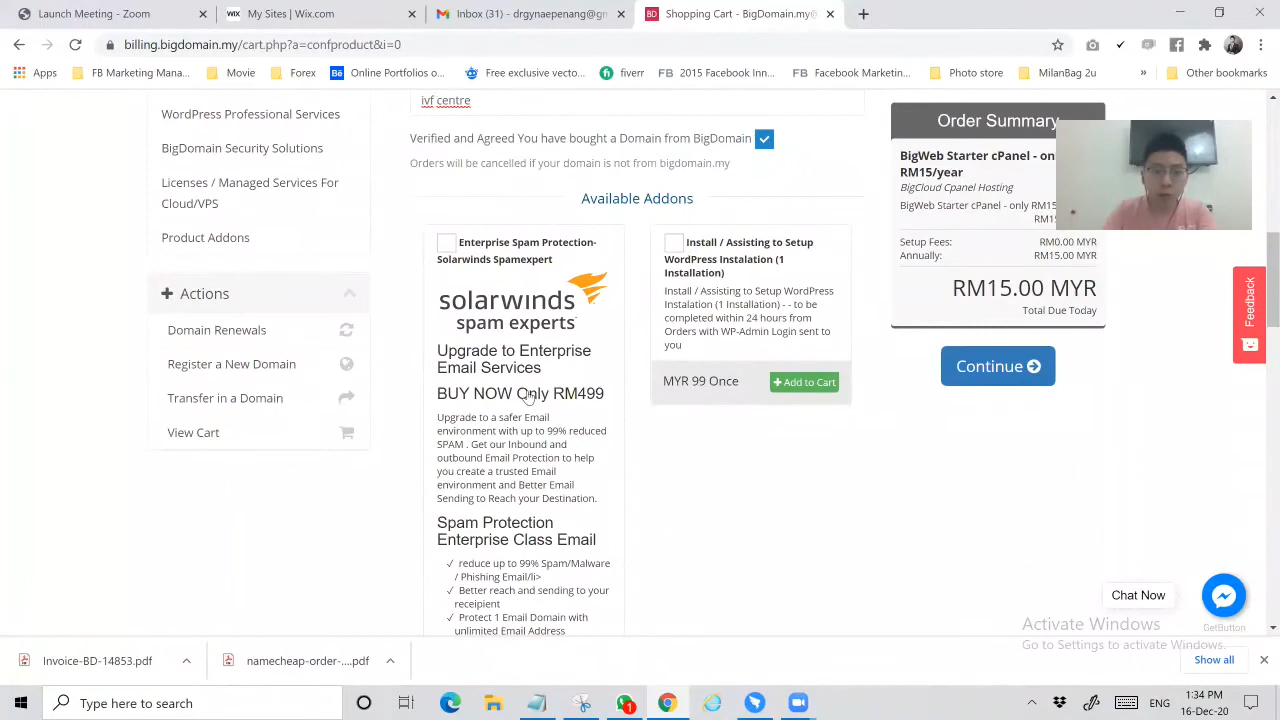 Launch Meeting - Zoom
My Sites | Wix.com
Inbox (31) - drgynaepenang@gm
Shopping Cart - BigDomain.my®
billing.bigdomain.my/cart.php?a=confproduct&i=0
Apps
FB Marketing Mana...
Movie
Forex
Online Portfolios o...
Free exclusive vecto...
fiverr
FB 2015 Facebook Inn...
FB Facebook Marketin...
Photo store
MilanBag 2u
»
Other bookmarks
WordPress Professional Services
BigDomain Security Solutions
Licenses / Managed Services For
Cloud/VPS
Product Addons
Actions
Domain Renewals
Register a New Domain
Transfer in a Domain
View Cart
ivf centre
Verified and Agreed You have bought a Domain from BigDomain
Orders will be cancelled if your domain is not from bigdomain.my
Available Addons
Enterprise Spam Protection-
Solarwinds Spamexpert
solarwinds
spam experts
Upgrade to Enterprise
Email Services
BUY NOW Only RM499
Upgrade to a safer Email
environment with up to 99% reduced
SPAM . Get our Inbound and
outbound Email Protection to help
you create a trusted Email
environment and Better Email
Sending to Reach your Destination.
Spam Protection
Enterprise Class Email
✓ reduce up to 99% Spam/Malware
/ Phishing Email/li>
✓ Better reach and sending to your
receipient
✓ Protect 1 Email Domain with
unlimited Email Address
Install / Assisting to Setup
WordPress Instalation (1
Installation)
Install / Assisting to Setup WordPress
Instalation (1 Installation) - - to be
completed within 24 hours from
Orders with WP-Admin Login sent to
you
MYR 99 Once
+ Add to Cart
Order Summary
BigWeb Starter cPanel - on
RM15/year
BigCloud Cpanel Hosting
BigWeb Starter cPanel - only RM15
RM15
Setup Fees: RM0.00 MYR
Annually: RM15.00 MYR
RM15.00 MYR
Total Due Today
Continue
Feedback
Chat Now
GetButton
Activate Windows
Go to Settings to activate Windows.
Invoice-BD-14853.pdf
namecheap-order-....pdf
Show all
Type here to search
1
1:34 PM
16-Dec-20